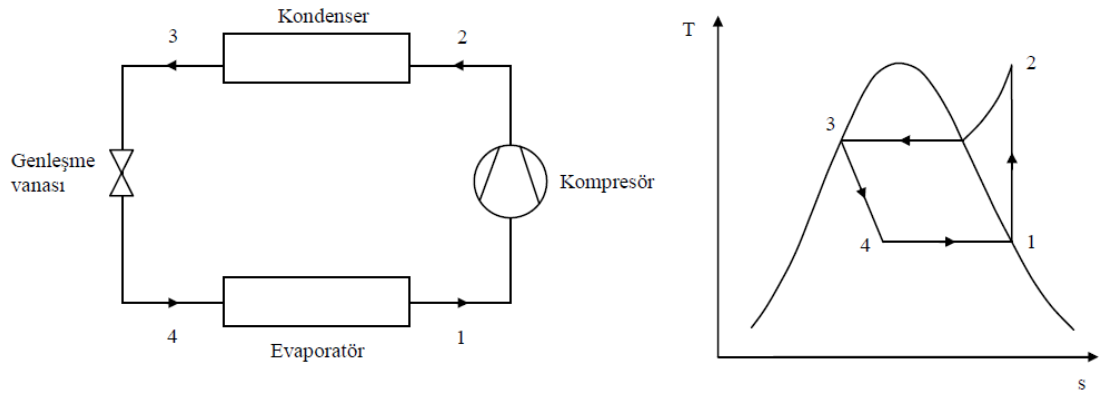 Kondenser
3
2
Genleşme
vanası
Kompresör
4
1
Evaporatör
T
2
3
4
1
s